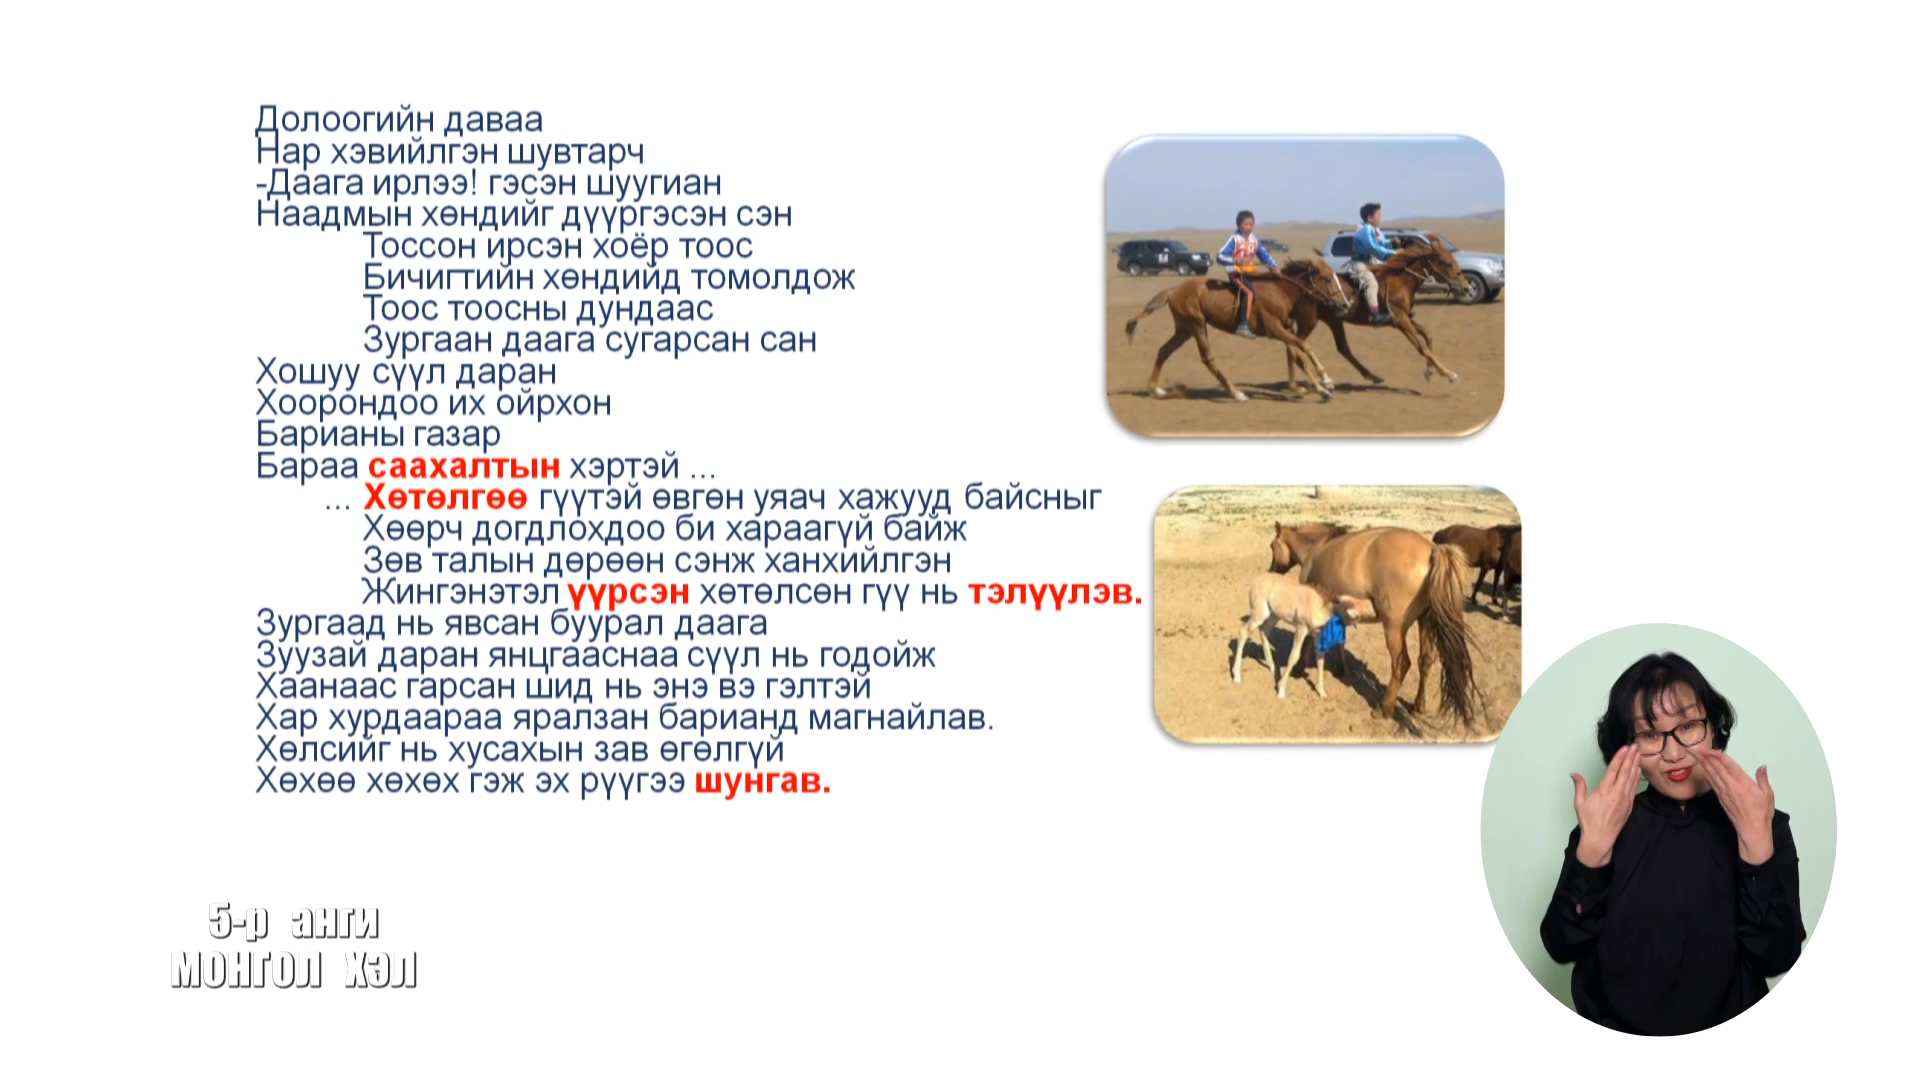 Долоогийн даваа
Нар хэвийлгэн шувтарч
-Даага ирлээ! гэсэн шуугиан
Наадмын хөндийг дүүргэсэн сэн
Тоссон ирсэн хоёр тоос
Бичигтийн хөндийд томолдож
Тоос тоосны дундаас
Зургаан даага сугарсан сан
Хошуу сүүл даран
Хоорондоо их ойрхон
Барианы газар
Бараа саахалтын хэртэй ...
... Хөтөлгөө гүүтэй өвгөн уяач хажууд байсныг
Хөөрч догдлохдоо би хараагүй байж
Зөв талын дөрөөн сэнж ханхийлгэн
Жингэнэтэл үүрсэн хөтөлсөн гүү нь тэлүүлэв.
Зургаад нь явсан буурал даага
Зуузай даран янцгааснаа сүүл нь годойж
Хаанаас гарсан шид нь энэ вэ гэлтэй
Хар хурдаараа яралзан барианд магнайлав.
Хөлсийг нь хусахын зав өгөлгүй
Хөхөө хөхөх гэж эх рүүгээ шунгав.
5-р анги
МОНГОЛ ХЭЛ